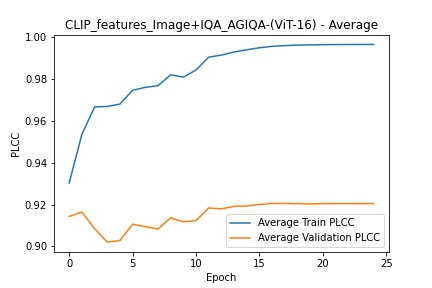 CLIP_features_Image+IQA_AGIQA-(ViT-16) - Average
1.00
0.98
0.96
0.94
0.92
0.90
PLCC
Average Train PLCC
Average Validation PLCC
0 5 10 15 20 25
Epoch